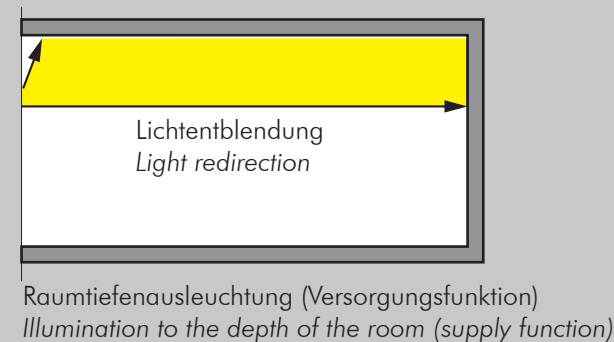 Lichtentblendung
Light redirection
Raumtiefenausleuchtung (Versorgungsfunktion)
Illumination to the depth of the room (supply function)